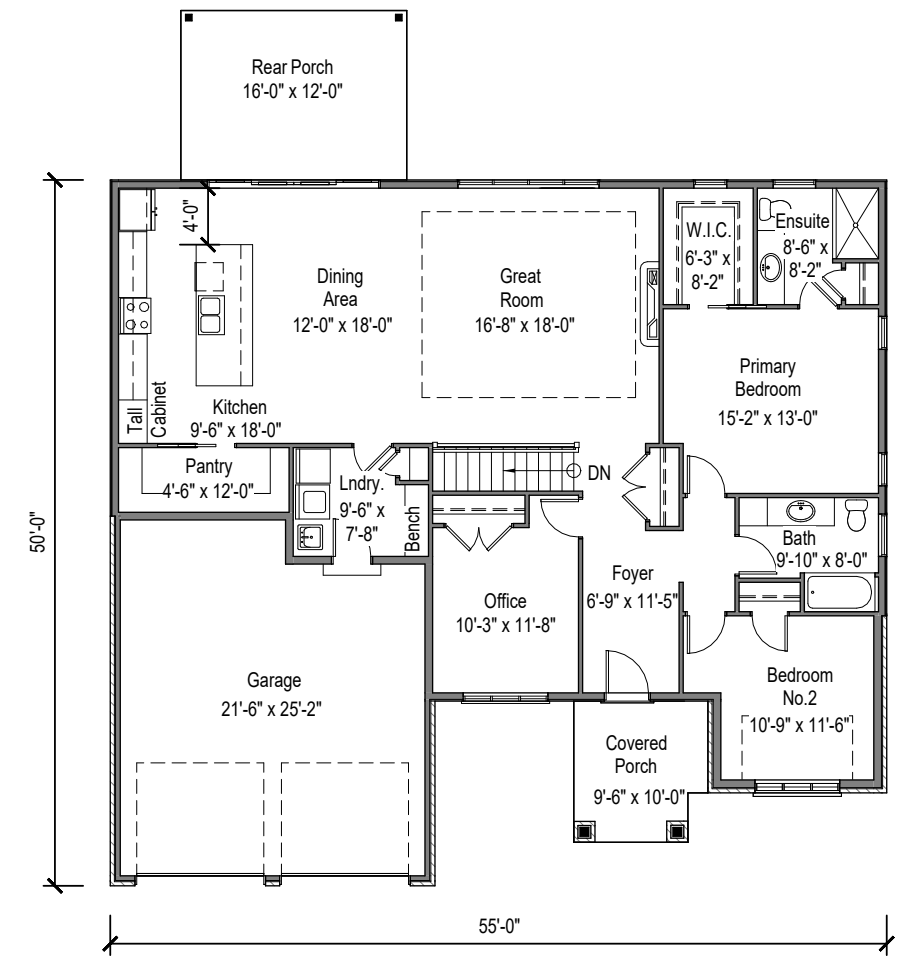 Rear Porch
16'-0" x 12'-0"
4'-0"
W.I.C.
6'-3" x
8'-2"
Ensuite
8'-6" x
8'-2"
Dining
Area
12'-0" x 18'-0"
Great
Room
16'-8" x 18'-0"
Primary
Bedroom
15'-2" x 13'-0"
Tall
Cabinet
Kitchen
9'-6" x 18'-0"
Pantry
4'-6" x 12'-0"
Lndry.
9'-6" x
7'-8"
Bench
DN
50'-0"
Bath
9'-10" x 8'-0"
Foyer
6'-9" x 11'-5"
Office
10'-3" x 11'-8"
Garage
21'-6" x 25'-2"
Bedroom
No.2
10'-9" x 11'-6"
Covered
Porch
9'-6" x 10'-0"
55'-0"